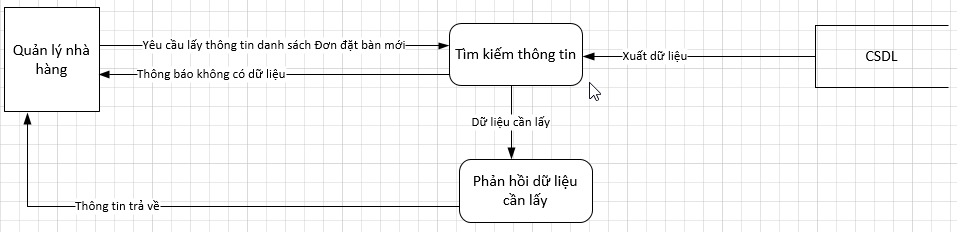 Quản lý nhà
hàng
Yêu cầu lấy thông tin danh sách Đơn đặt bàn mới
Thông báo không có dữ liệu
Tìm kiếm thông tin
Xuất dữ liệu
CSDL
Dữ liệu cần lấy
Phản hồi dữ liệu
cần lấy
Thông tin trả về